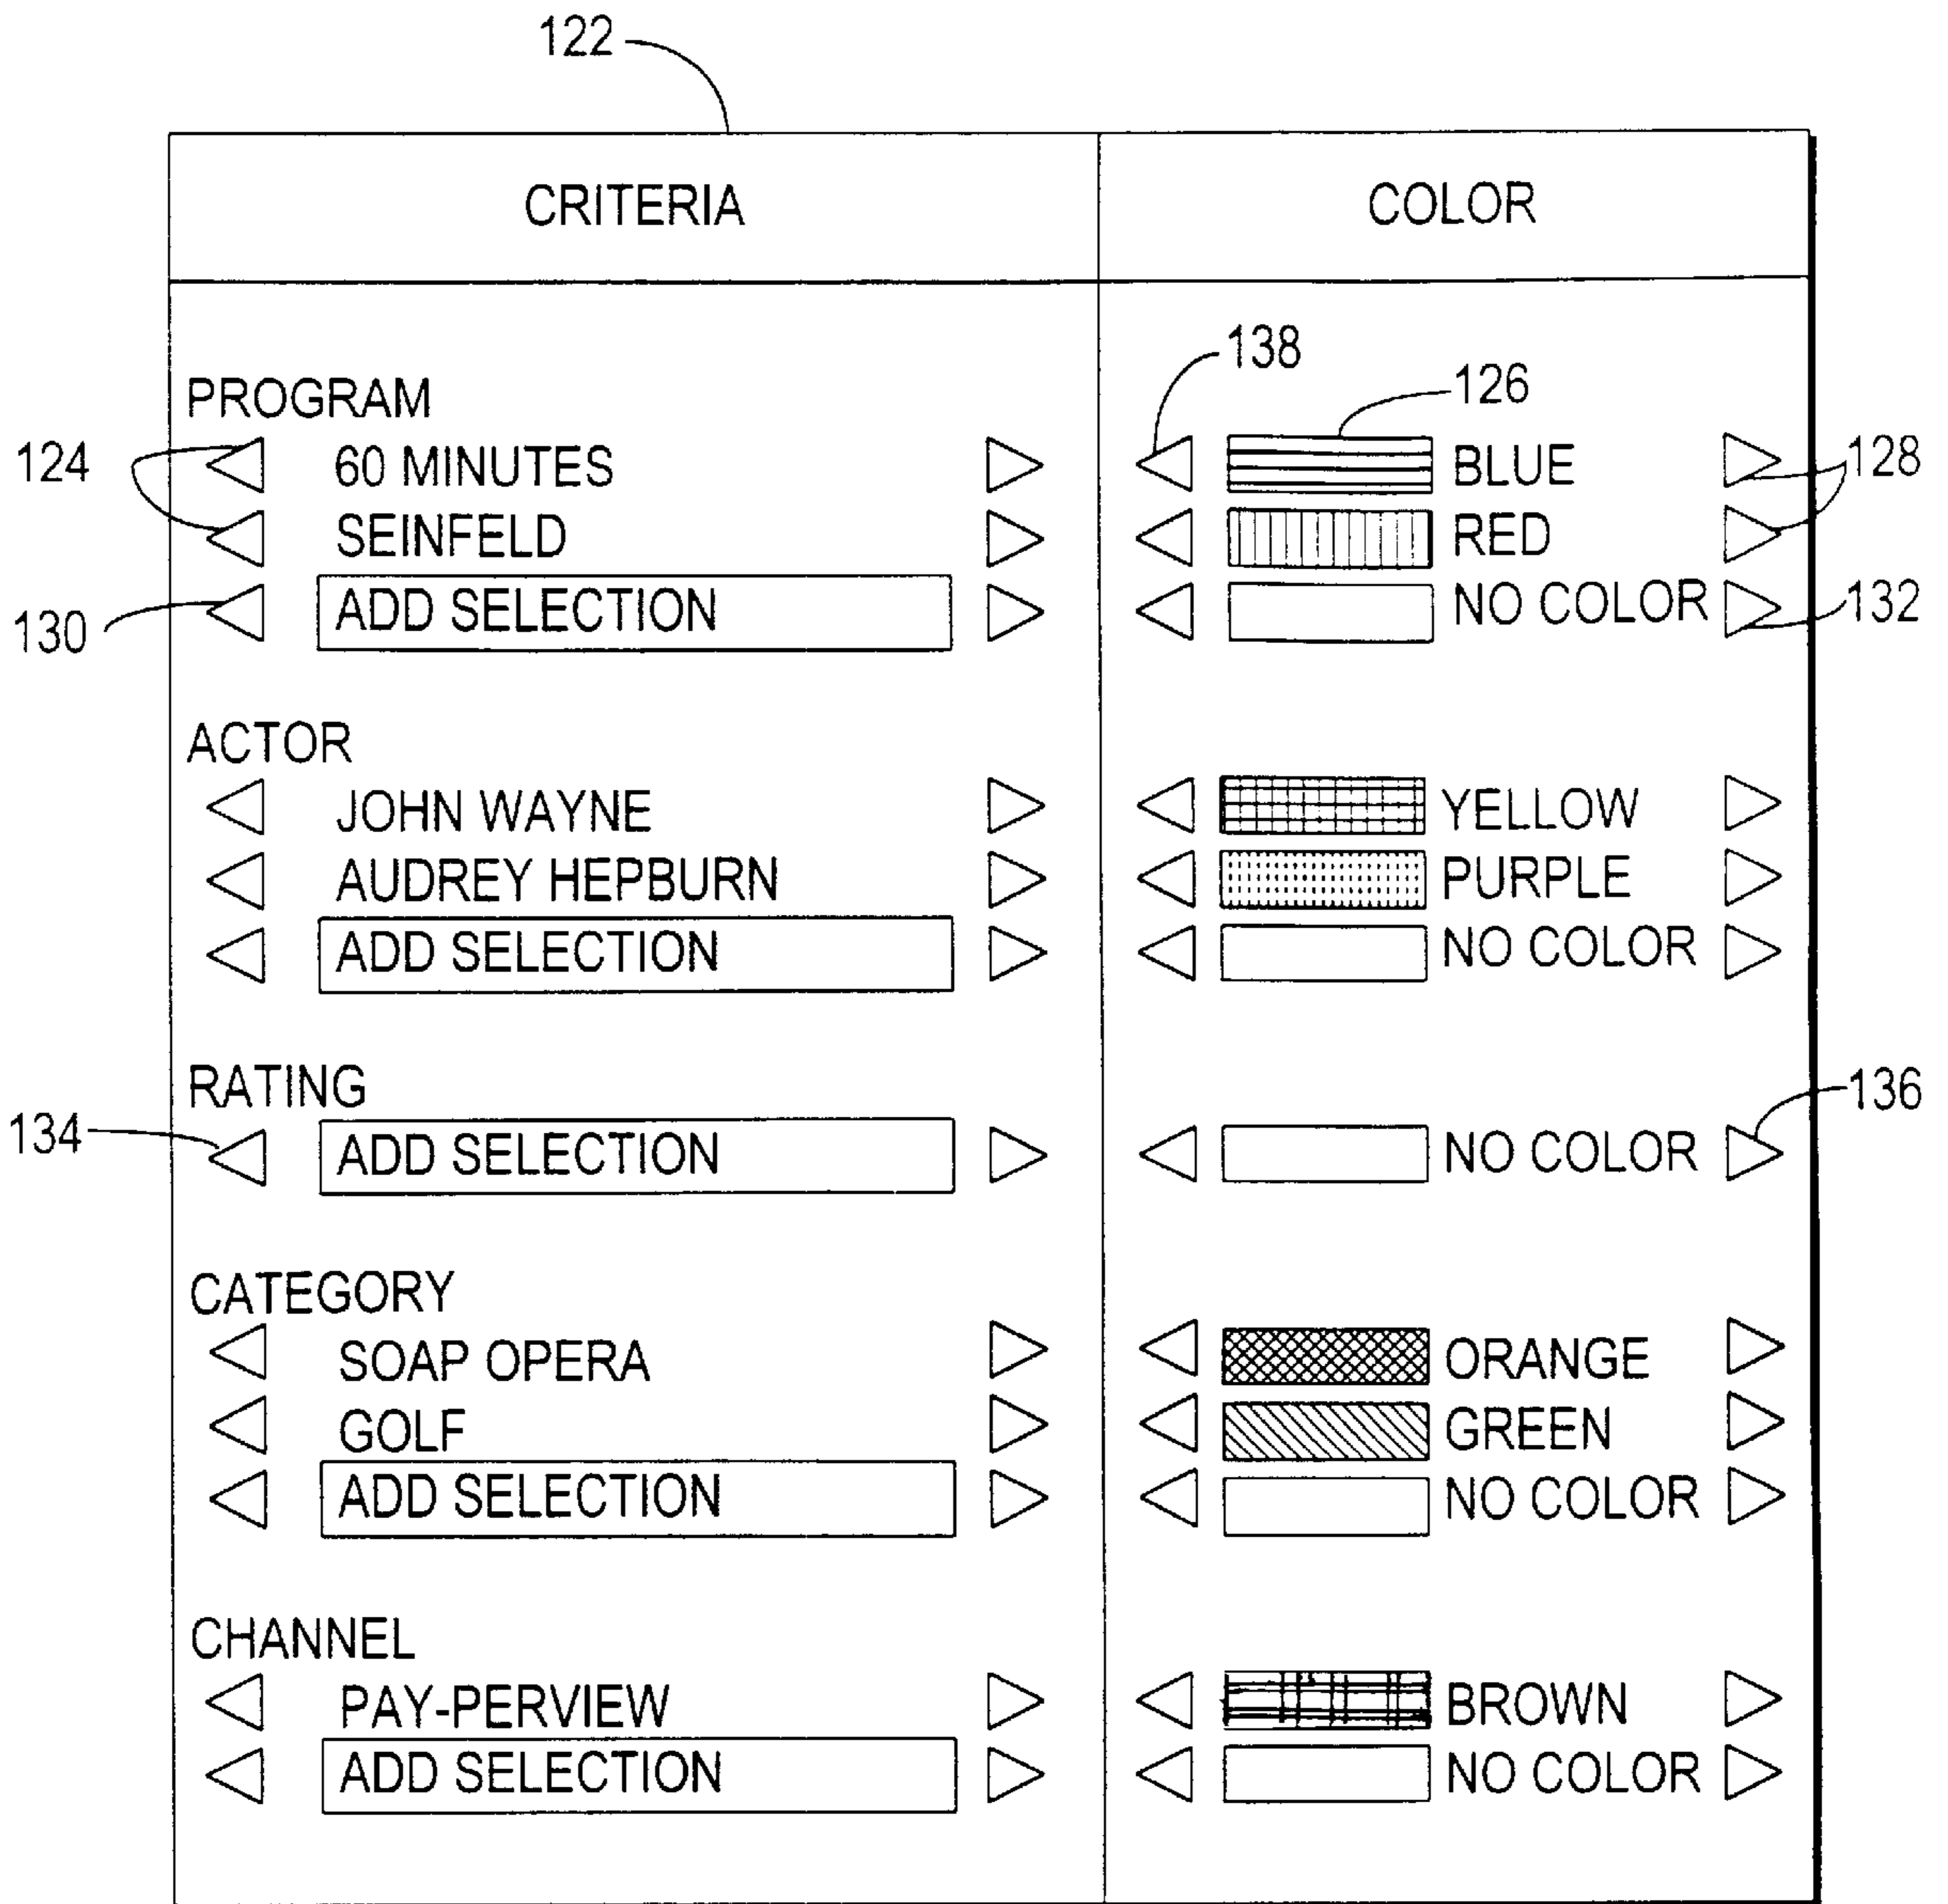 122
CRITERIA COLOR
138
PROGRAM 126
124 60 MINUTES BLUE 128
SEINFELD RED
130 ADD SELECTION NO COLOR 132
ACTOR
JOHN WAYNE YELLOW
AUDREY HEPBURN PURPLE
ADD SELECTION NO COLOR
RATING 136
134 ADD SELECTION NO COLOR
CATEGORY
SOAP OPERA ORANGE
GOLF GREEN
ADD SELECTION NO COLOR
CHANNEL
PAY-PERVIEW BROWN
ADD SELECTION NO COLOR